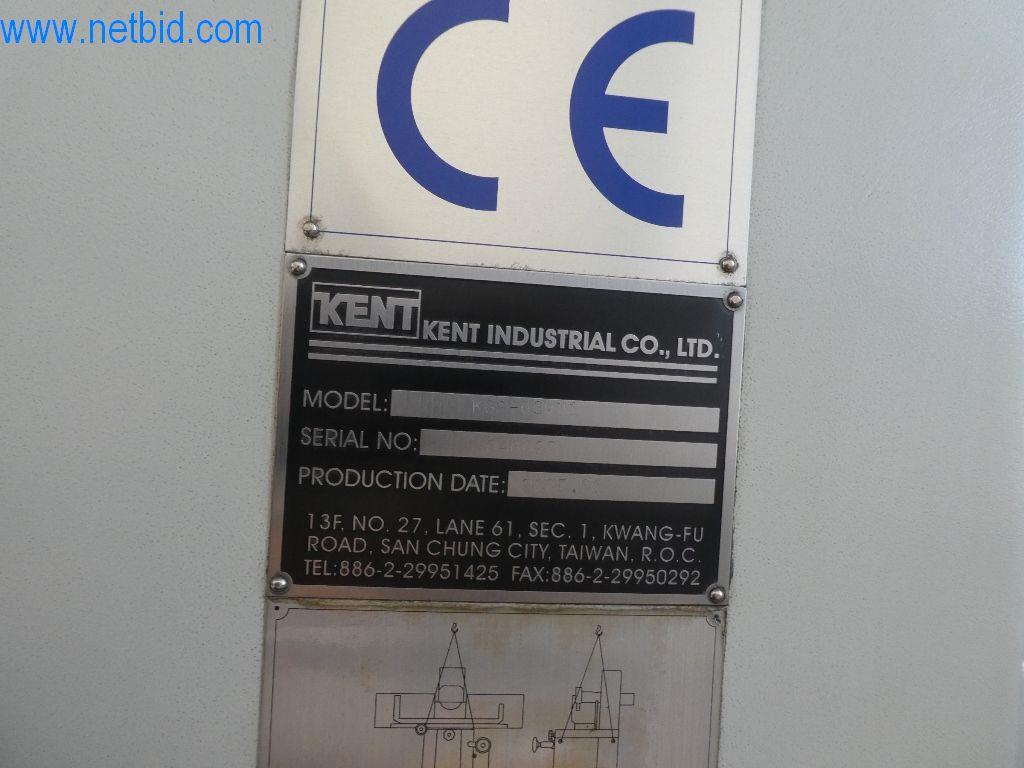 www.netbid.com
CE
KENT KENT INDUSTRIAL CO., LTD.
MODEL:
SERIAL NO:
PRODUCTION DATE:
13F. NO. 27, LANE 61, SEC. 1, KWANG-FU
ROAD, SAN CHUNG CITY, TAIWAN, R.O.C.
TEL:886-2-29951425 FAX:886-2-29950292